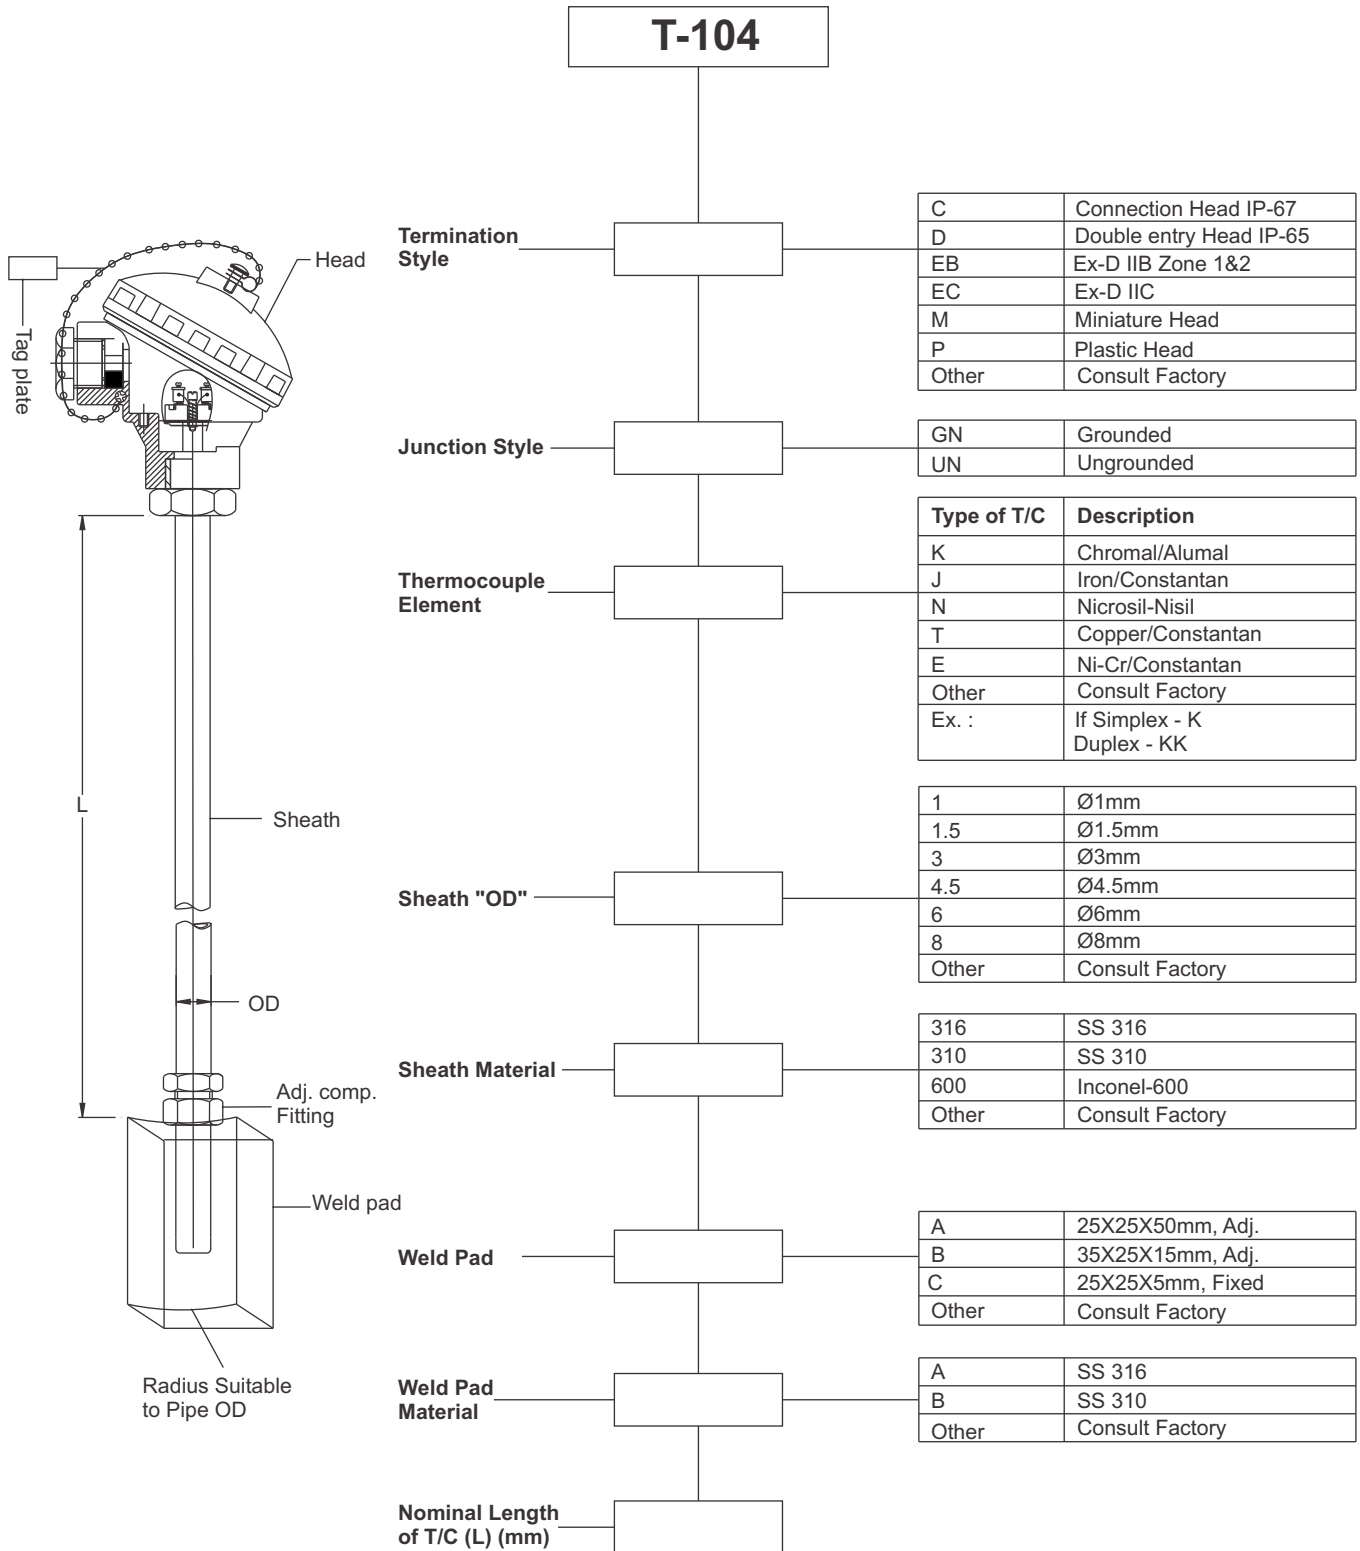 T-104
Head
Tag plate
L
Sheath
OD
Adj. comp.
Fitting
Weld pad
Radius Suitable
to Pipe OD
Termination
Style
C Connection Head IP-67
D Double entry Head IP-65
EB Ex-D IIB Zone 1&2
EC Ex-D IIC
M Miniature Head
P Plastic Head
Other Consult Factory
Junction Style
GN Grounded
UN Ungrounded
Thermocouple
Element
Type of T/C Description
K Chromal/Alumal
J Iron/Constantan
N Nicrosil-Nisil
T Copper/Constantan
E Ni-Cr/Constantan
Other Consult Factory
Ex. : If Simplex - K
Duplex - KK
Sheath "OD"
1 Ø1mm
1.5 Ø1.5mm
3 Ø3mm
4.5 Ø4.5mm
6 Ø6mm
8 Ø8mm
Other Consult Factory
Sheath Material
316 SS 316
310 SS 310
600 Inconel-600
Other Consult Factory
Weld Pad
A 25X25X50mm, Adj.
B 35X25X15mm, Adj.
C 25X25X5mm, Fixed
Other Consult Factory
Weld Pad
Material
A SS 316
B SS 310
Other Consult Factory
Nominal Length
of T/C (L) (mm)